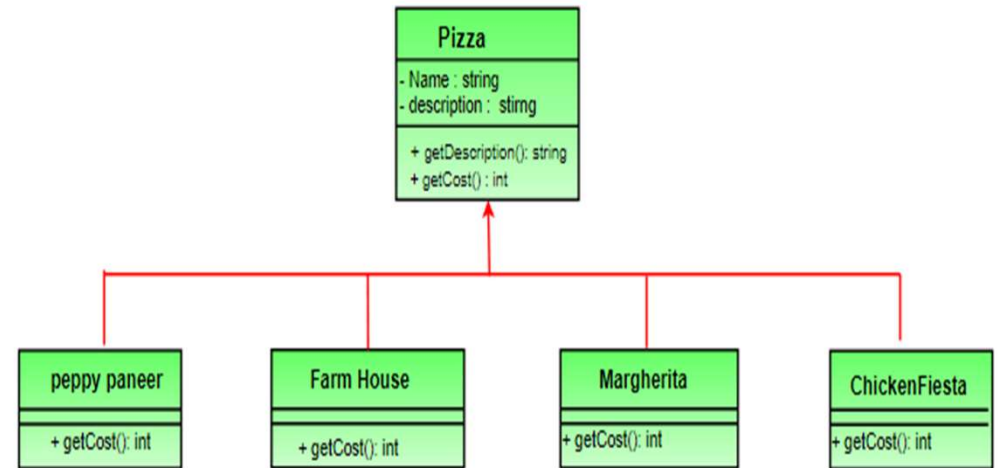 Pizza
- Name : string
- description : stirng
+ getDescription(): string
+ getCost() : int
peppy paneer
+ getCost(): int
Farm House
+ getCost(): int
Margherita
+ getCost(): int
ChickenFiesta
+ getCost(): int